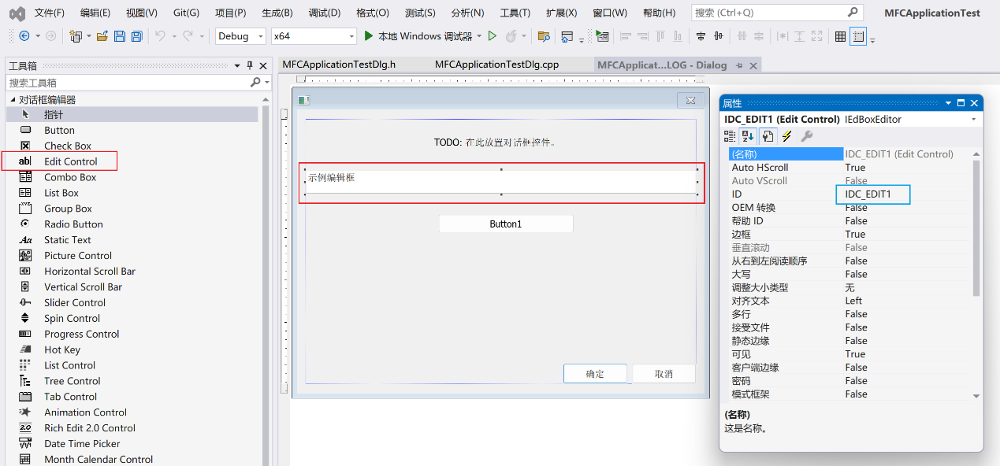 文件(F) 编辑(E) 视图(V) Git(G) 项目(P) 生成(B) 调试(D) 格式(O) 测试(S) 分析(N) 工具(T) 扩展(X) 窗口(W) 帮助(H) 搜索 (Ctrl+Q) MFCApplicationTest
Debug x64 本地 Windows 调试器
工具箱
搜索工具箱
对话框编辑器
指针
Button
Check Box
ab Edit Control
Combo Box
List Box
Group Box
Radio Button
Aa Static Text
Picture Control
Horizontal Scroll Bar
Vertical Scroll Bar
Slider Control
Spin Control
Progress Control
Hot Key
List Control
Tree Control
Tab Control
Animation Control
2.0 Rich Edit 2.0 Control
Date Time Picker
Month Calendar Control
MFCApplicationTestDlg.h MFCApplicationTestDlg.cpp MFCApplicat...LOG - Dialog
TODO: 在此放置对话框控件。
示例编辑框
Button1
确定 取消
属性
IDC_EDIT1 (Edit Control) IEdBoxEditor
(名称) IDC_EDIT1 (Edit Control)
Auto HScroll True
Auto VScroll False
ID IDC_EDIT1
OEM 转换 False
帮助 ID False
边框 True
垂直滚动 False
从右到左阅读顺序 False
大写 False
调整大小类型 无
对齐文本 Left
多行 False
接受文件 False
静态边缘 False
可见 True
客户端边缘 False
密码 False
模式框架 False
(名称)
这是名称。